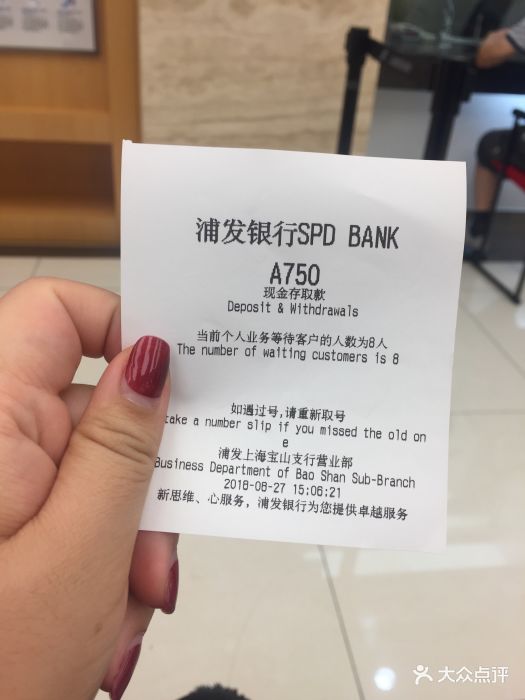 浦发银行SPD BANK
A750
现金存取款
Deposit & Withdrawals
当前个人业务等待客户的人数为8人
The number of waiting customers is 8
如遇过号,请重新取号
take a number slip if you missed the old on
e
浦发上海宝山支行营业部
Business Department of Bao Shan Sub-Branch
2018-08-27 15:06:21
新思维、心服务，浦发银行为您提供卓越服务
大众点评